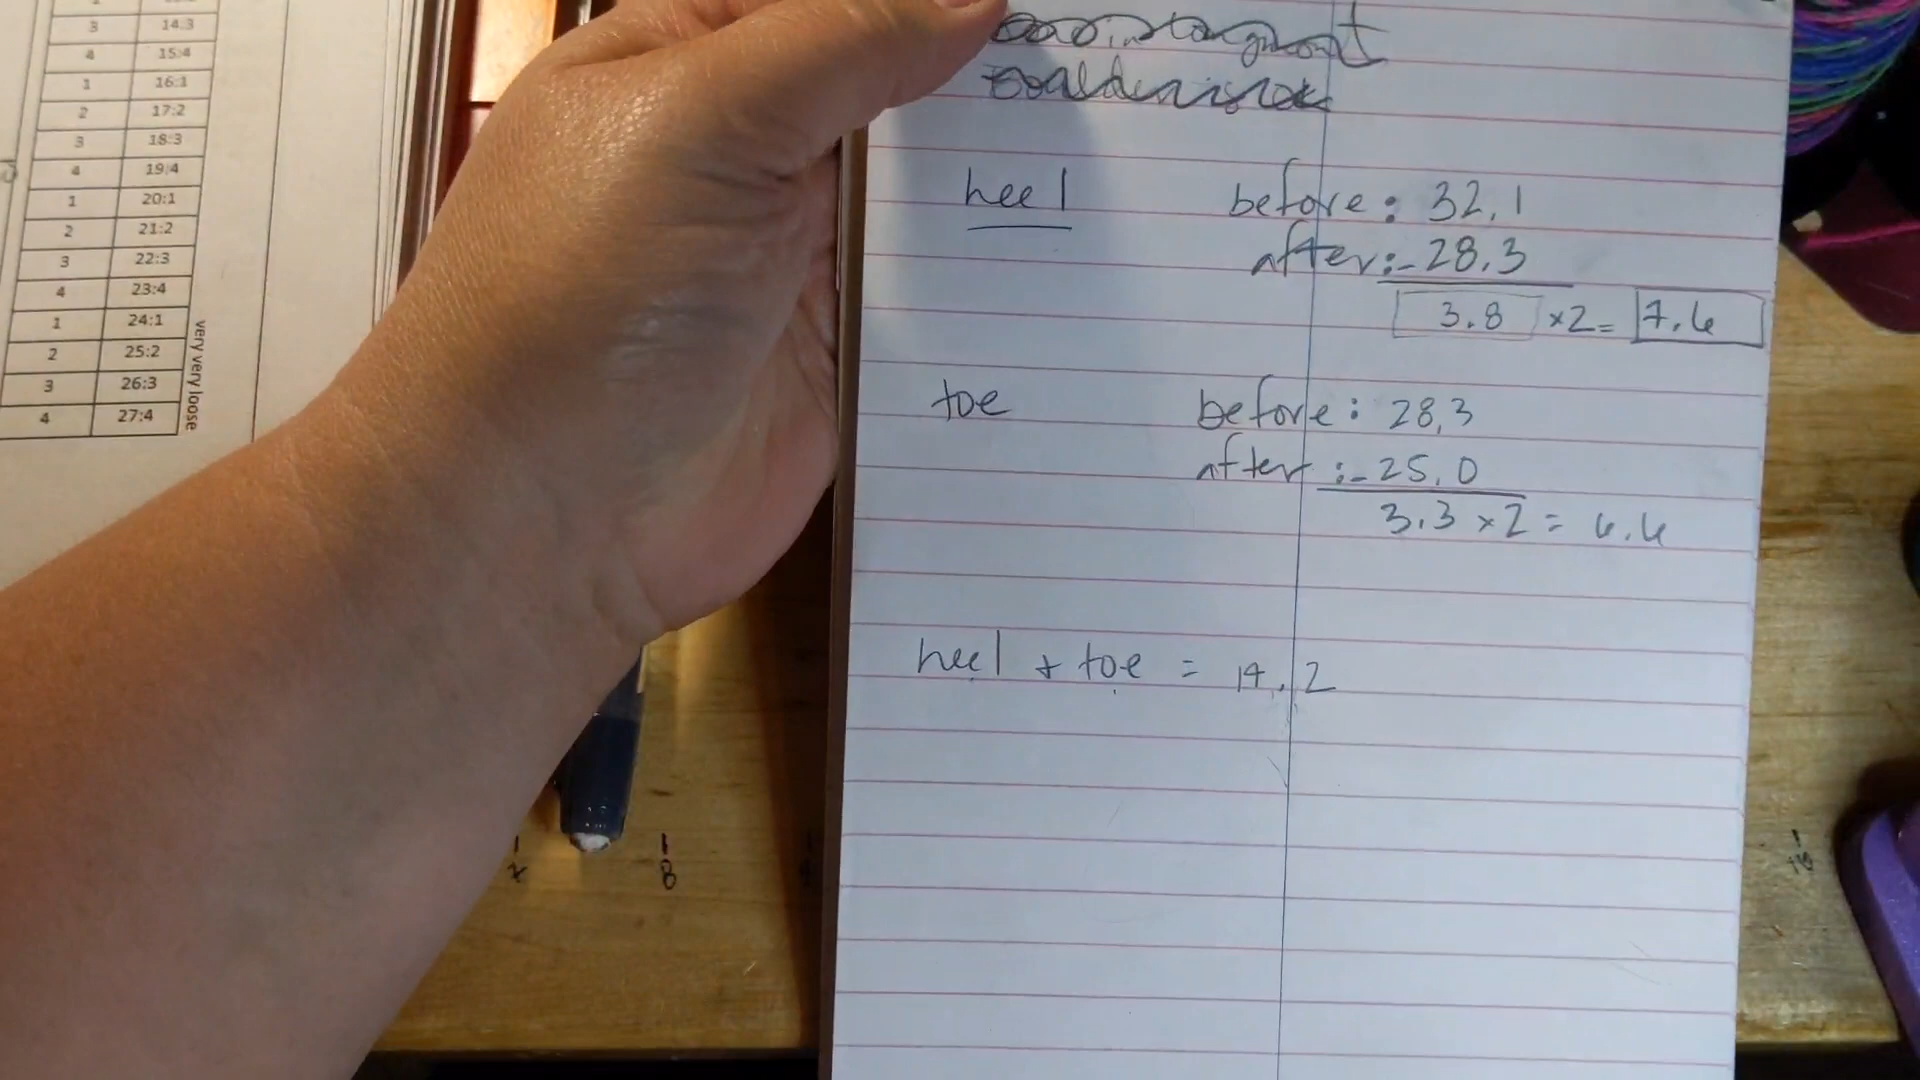 3 14:3
4 15:4
1 16:1
2 17:2
3 18:3
4 19:4
1 20:1
2 21:2
3 22:3
4 23:4
1 24:1
2 25:2
3 26:3
4 27:4
very very loose
heel before: 32.1
after: - 28.3
3.8 x2 = 7.6
toe before: 28.3
after: - 25.0
3.3 x 2 = 6.6
heel + toe = 14.2
8